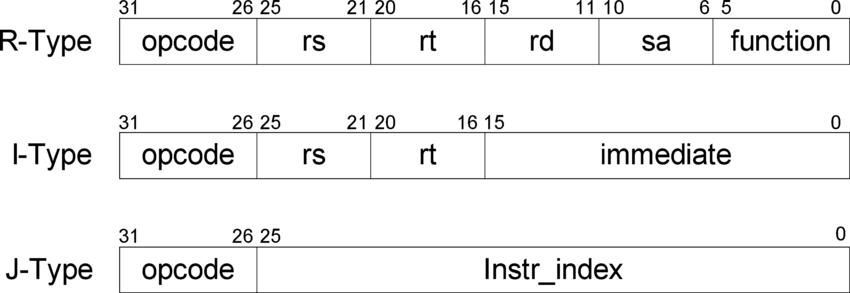 31 26 25 21 20 16 15 11 10 6 5 0
R-Type opcode rs rt rd sa function
31 26 25 21 20 16 15 0
I-Type opcode rs rt immediate
31 26 25 0
J-Type opcode Instr_index